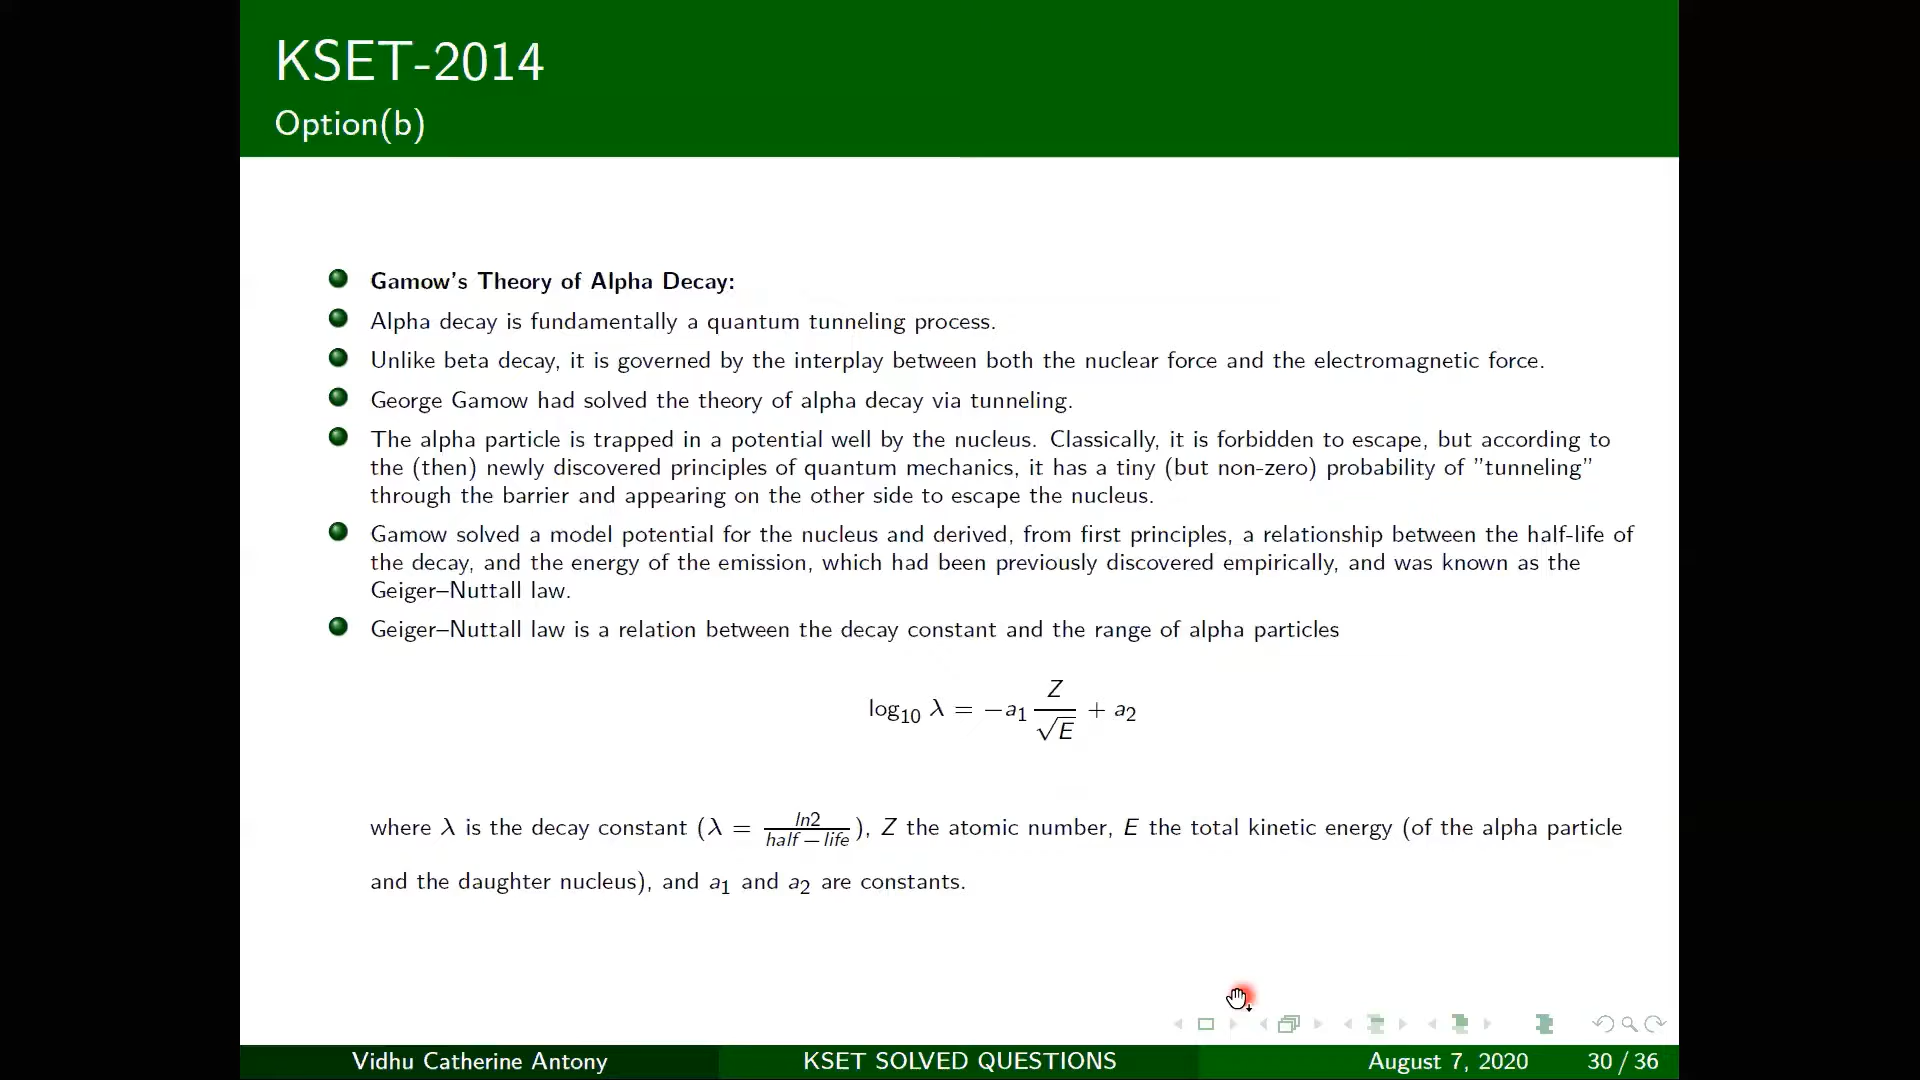 KSET-2014
Option(b)
Gamow's Theory of Alpha Decay:
Alpha decay is fundamentally a quantum tunneling process.
Unlike beta decay, it is governed by the interplay between both the nuclear force and the electromagnetic force.
George Gamow had solved the theory of alpha decay via tunneling.
The alpha particle is trapped in a potential well by the nucleus. Classically, it is forbidden to escape, but according to
the (then) newly discovered principles of quantum mechanics, it has a tiny (but non-zero) probability of ”tunneling”
through the barrier and appearing on the other side to escape the nucleus.
Gamow solved a model potential for the nucleus and derived, from first principles, a relationship between the half-life of
the decay, and the energy of the emission, which had been previously discovered empirically, and was known as the
Geiger–Nuttall law.
Geiger–Nuttall law is a relation between the decay constant and the range of alpha particles
log₁₀ λ = −a₁ Z/√E + a₂
where λ is the decay constant (λ = ln2/half−life), Z the atomic number, E the total kinetic energy (of the alpha particle
and the daughter nucleus), and a₁ and a₂ are constants.
Vidhu Catherine Antony KSET SOLVED QUESTIONS August 7, 2020 30 / 36